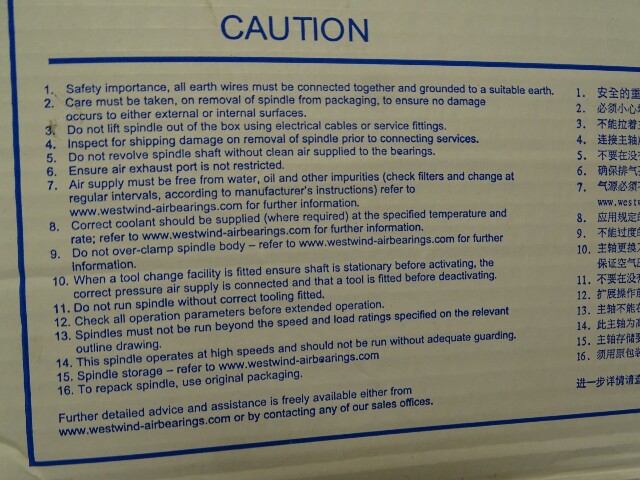 CAUTION
1. Safety importance, all earth wires must be connected together and grounded to a suitable earth.
2. Care must be taken, on removal of spindle from packaging, to ensure no damage
occurs to either external or internal surfaces.
3. Do not lift spindle out of the box using electrical cables or service fittings.
4. Inspect for shipping damage on removal of spindle prior to connecting services.
5. Do not revolve spindle shaft without clean air supplied to the bearings.
6. Ensure air exhaust port is not restricted.
7. Air supply must be free from water, oil and other impurities (check filters and change at
regular intervals, according to manufacturer's instructions) refer to
www.westwind-airbearings.com for further information.
8. Correct coolant should be supplied (where required) at the specified temperature and
rate; refer to www.westwind-airbearings.com for further information.
9. Do not over-clamp spindle body – refer to www.westwind-airbearings.com for further
Information.
10. When a tool change facility is fitted ensure shaft is stationary before activating, the
correct pressure air supply is connected and that a tool is fitted before deactivating.
11. Do not run spindle without correct tooling fitted.
12. Check all operation parameters before extended operation.
13. Spindles must not be run beyond the speed and load ratings specified on the relevant
outline drawing.
14. This spindle operates at high speeds and should not be run without adequate guarding.
15. Spindle storage – refer to www.westwind-airbearings.com
16. To repack spindle, use original packaging.
Further detailed advice and assistance is freely available either from
www.westwind-airbearings.com or by contacting any of our sales offices.
1. 安全的重
2. 必须小心
3. 不能拉着
4. 连接主轴
5. 不要在没
6. 确保排气
7. 气源必须
www.west
8. 应用规定
9. 不能过度
10. 主轴更换
保证空气
11. 不要在没
12. 扩展操作前
13. 主轴不能在
14. 此主轴为高
15. 主轴存储
16. 须用原包装
进一步详情请